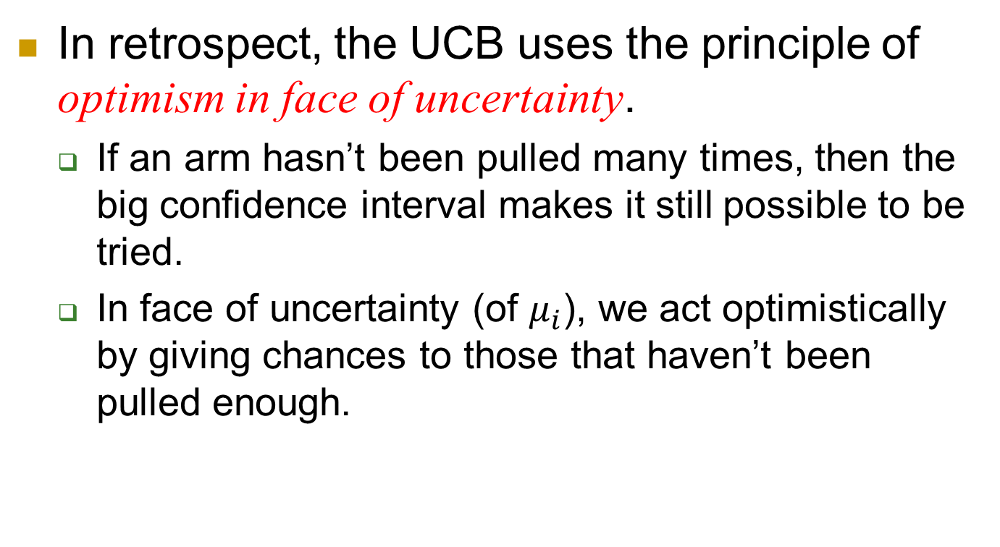 In retrospect, the UCB uses the principle of
optimism in face of uncertainty.
If an arm hasn’t been pulled many times, then the
big confidence interval makes it still possible to be
tried.
In face of uncertainty (of 𝜇𝑖), we act optimistically
by giving chances to those that haven’t been
pulled enough.